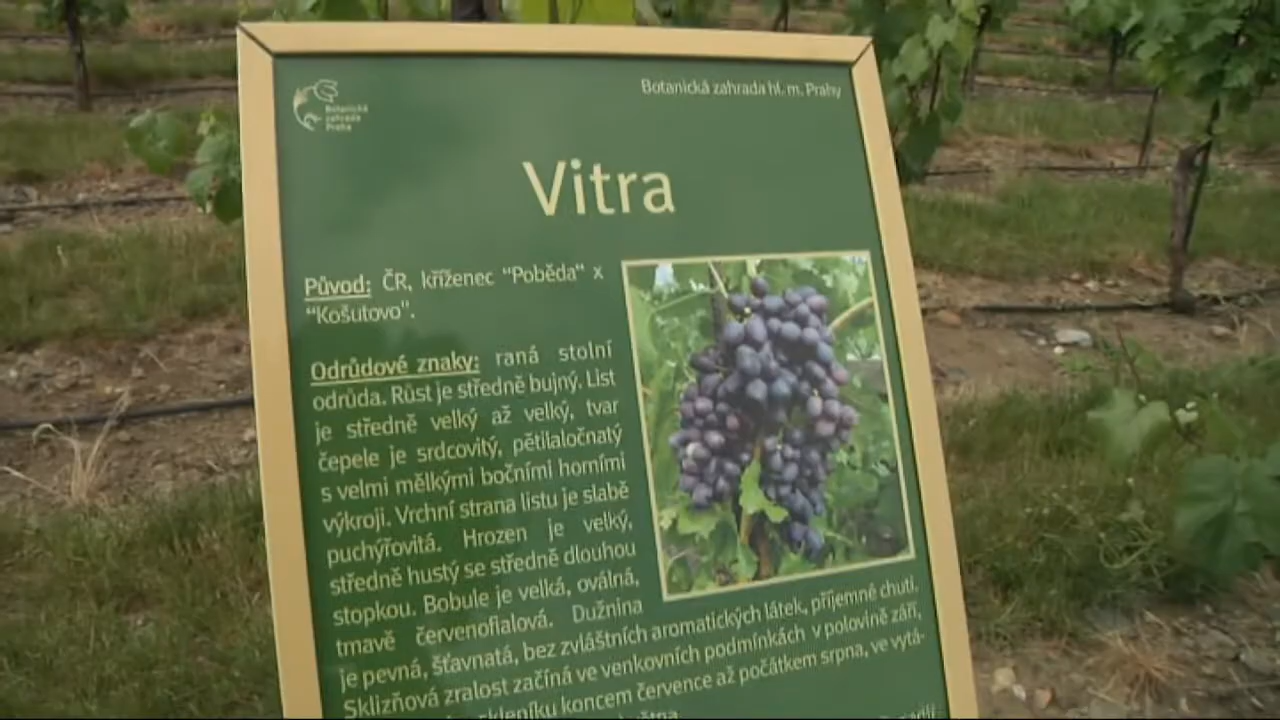 Botanická
zahrada
Praha
Botanická zahrada hl. m. Prahy
Vitra
Původ: ČR, kříženec "Poběda" x
"Košutovo".
Odrůdové znaky: raná stolní
odrůda. Růst je středně bujný. List
je středně velký až velký, tvar
čepele je srdcovitý, pětilaločnatý
s velmi mělkými bočními horními
výkroji. Vrchní strana listu je slabě
puchýřovitá. Hrozen je velký,
středně hustý se středně dlouhou
stopkou. Bobule je velká, oválná,
tmavě červenofialová. Dužnina
je pevná, šťavnatá, bez zvláštních aromatických látek, příjemné chuti.
Sklizňová zralost začíná ve venkovních podmínkách v polovině září,
skleníku koncem července až počátkem srpna, ve vytá-